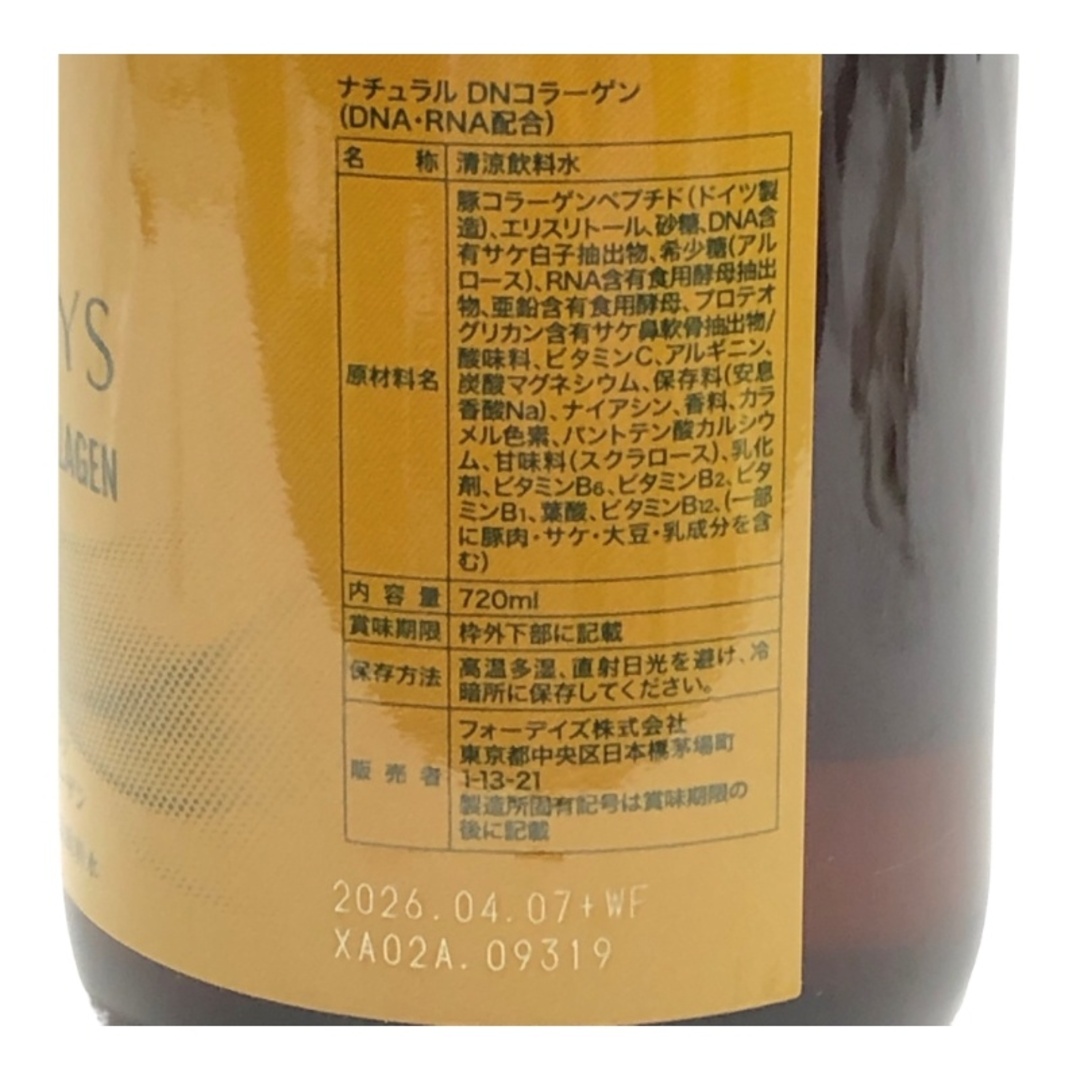 ナチュラル DNコラーゲン
(DNA・RNA配合)
名 称 清涼飲料水
原材料名
豚コラーゲンペプチド(ドイツ製
造)、エリスリトール、砂糖、DNA含
有サケ白子抽出物、希少糖(アル
ロース)、RNA含有食用酵母抽出
物、亜鉛含有食用酵母、プロテオ
グリカン含有サケ鼻軟骨抽出物/
酸味料、ビタミンC、アルギニン、
炭酸マグネシウム、保存料(安息
香酸Na)、ナイアシン、香料、カラ
メル色素、パントテン酸カルシウ
ム、甘味料(スクラロース)、乳化
剤、ビタミンB6、ビタミンB2、ビタ
ミンB1、葉酸、ビタミンB12、(一部
に豚肉・サケ・大豆・乳成分を含
む)
内容量 720ml
賞味期限 枠外下部に記載
保存方法
高温多湿、直射日光を避け、冷
暗所に保存してください。
販売者
フォーデイズ株式会社
東京都中央区日本橋茅場町
1-13-21
製造所固有記号は賞味期限の
後に記載
2026.04.07+WF
XA02A.09319
YS
LAGEN